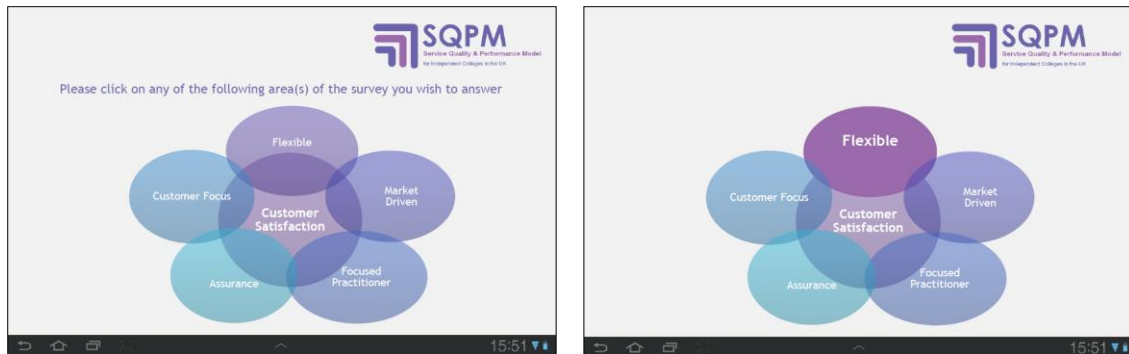 SQPM
Service Quality & Performance Model
for Independent Colleges in the UK
Please click on any of the following area(s) of the survey you wish to answer
Flexible
Customer Focus
Market
Driven
Customer
Satisfaction
Assurance
Focused
Practitioner
15:51
SQPM
Service Quality & Performance Model
for Independent Colleges in the UK
Flexible
Customer Focus
Market
Driven
Customer
Satisfaction
Assurance
Focused
Practitioner
15:51